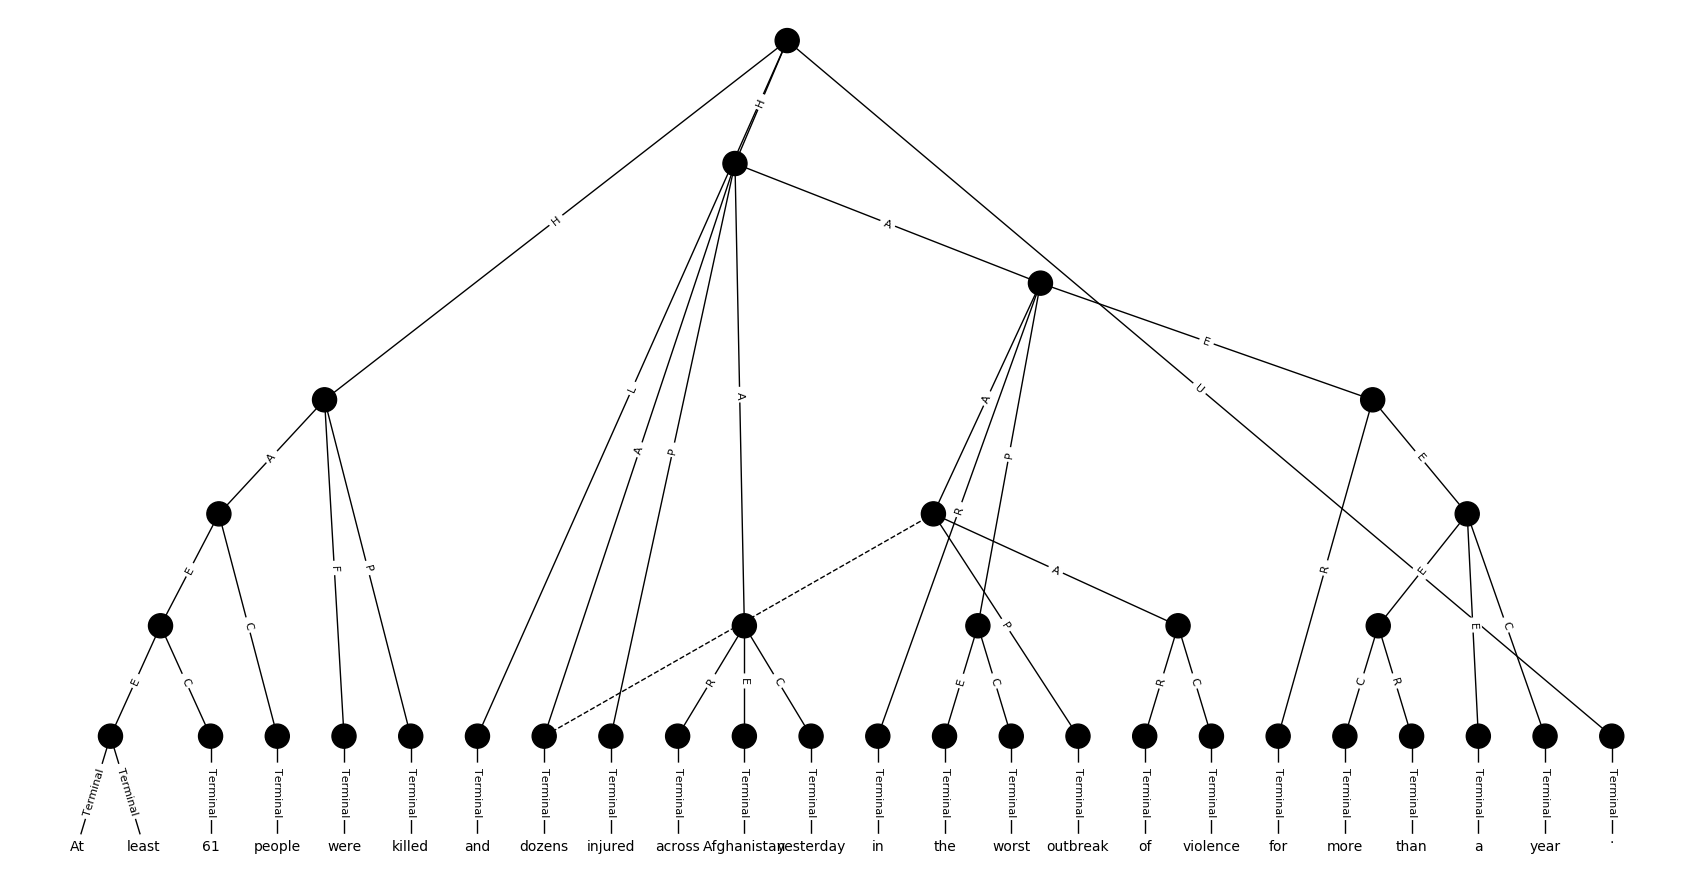 H
H
A
L
A
P
A
A
R
P
E
U
A
F
P
E
R
E
C
A
P
E
E
C
E
C
R
E
C
E
C
R
C
C
R
Terminal Terminal Terminal Terminal Terminal Terminal Terminal Terminal Terminal Terminal Terminal Terminal Terminal Terminal Terminal Terminal Terminal Terminal Terminal Terminal Terminal Terminal Terminal Terminal
At least 61 people were killed and dozens injured across Afghanistan yesterday in the worst outbreak of violence for more than a year .